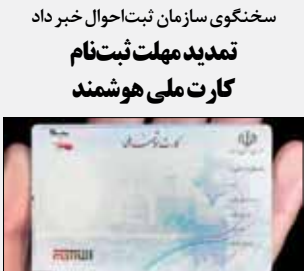 سخنگوی سازمان ثبت‌احوال خبر داد
تمدید مهلت ثبت‌نام
کارت ملی هوشمند